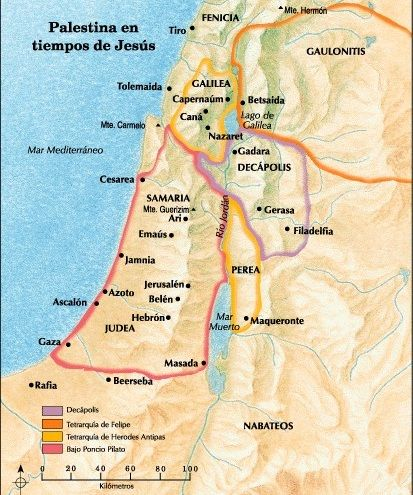 Palestina en
tiempos de Jesús
FENICIA
Mte. Hermón
Tiro
GAULONITIS
GALILEA
Tolemaida
Capernaúm
Betsaida
Caná
Lago de
Galilea
Mte. Carmelo
Nazaret
Mar Mediterráneo
Gadara
DECÁPOLIS
Cesarea
SAMARIA
Mte. Guerizim
Ari
Río Jordán
Gerasa
Emaús
Filadelfia
Jamnia
PEREA
Jerusalén
Azoto
Belén
Ascalón
Hebrón
Mar
Muerto
Maqueronte
JUDEA
Gaza
Masada
Rafia
Beerseba
Decápolis
Tetrarquía de Felipe
Tetrarquía de Herodes Antipas
Bajo Poncio Pilato
NABATEOS
0 20 40 60 80 100
Kilómetros